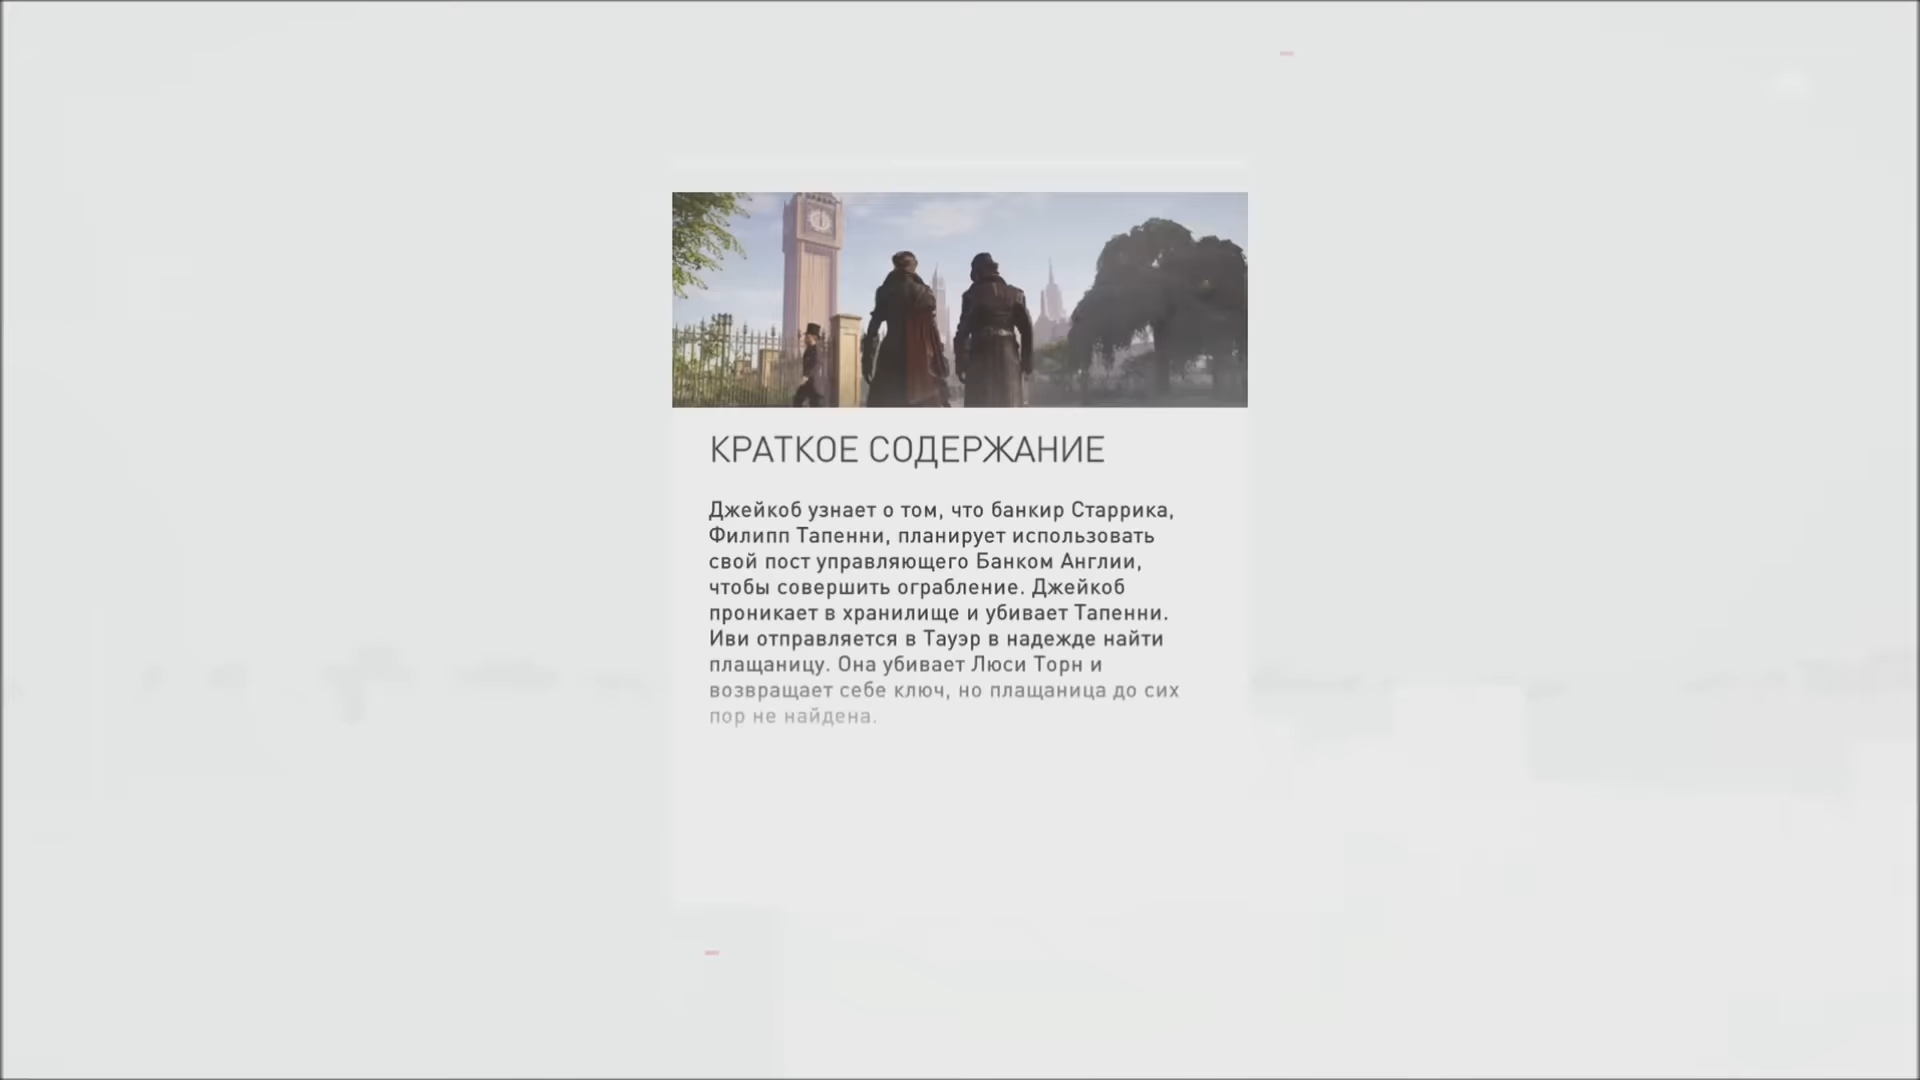 КРАТКОЕ СОДЕРЖАНИЕ
Джейкоб узнает о том, что банкир Старрика,
Филипп Тапенни, планирует использовать
свой пост управляющего Банком Англии,
чтобы совершить ограбление. Джейкоб
проникает в хранилище и убивает Тапенни.
Иви отправляется в Тауэр в надежде найти
плащаницу. Она убивает Люси Торн и
возвращает себе ключ, но плащаница до сих
пор не найдена.